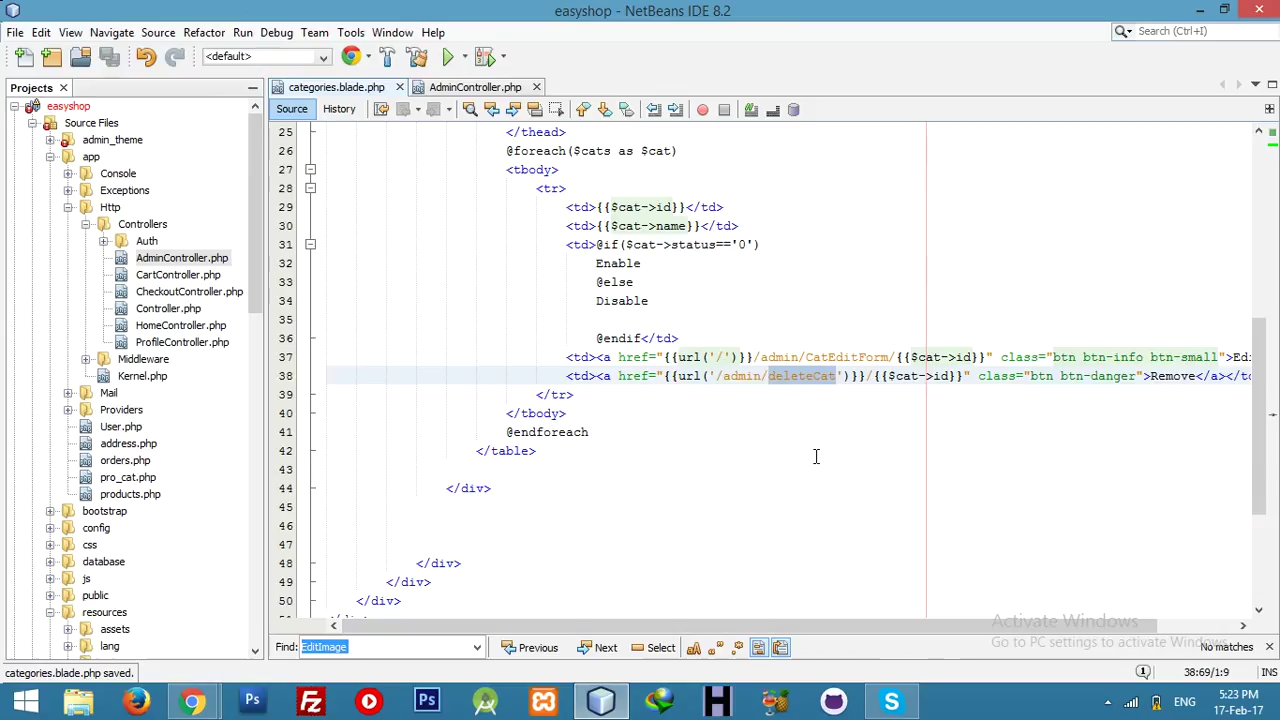 easyshop - NetBeans IDE 8.2
File Edit View Navigate Source Refactor Run Debug Team Tools Window Help
Search (Ctrl+I)
<default>
Projects
categories.blade.php
AdminController.php
Source History
easyshop
Source Files
admin_theme
app
Console
Exceptions
Http
Controllers
Auth
AdminController.php
CartController.php
CheckoutController.php
Controller.php
HomeController.php
ProfileController.php
Middleware
Kernel.php
Mail
Providers
User.php
address.php
orders.php
pro_cat.php
products.php
bootstrap
config
css
database
js
public
resources
assets
lang
25 </thead>
26 @foreach($cats as $cat)
27 <tbody>
28 <tr>
29 <td>{{$cat->id}}</td>
30 <td>{{$cat->name}}</td>
31 <td>@if($cat->status=='0')
32 Enable
33 @else
34 Disable
35
36 @endif</td>
37 <td><a href="{{url('/')}}/admin/CatEditForm/{{$cat->id}}" class="btn btn-info btn-small">Edi
38 <td><a href="{{url('/admin/deleteCat')}}/{{$cat->id}}" class="btn btn-danger">Remove</a></td
39 </tr>
40 </tbody>
41 @endforeach
42 </table>
43
44 </div>
45
46
47
48 </div>
49 </div>
50 </div>
Activate Windows
Go to PC settings to activate Windows.
Find: EditImage Previous Next Select No matches
categories.blade.php saved.
38:69/1:9 INS
Ps
Fz
Ps
H
S
ENG
5:23 PM
17-Feb-17